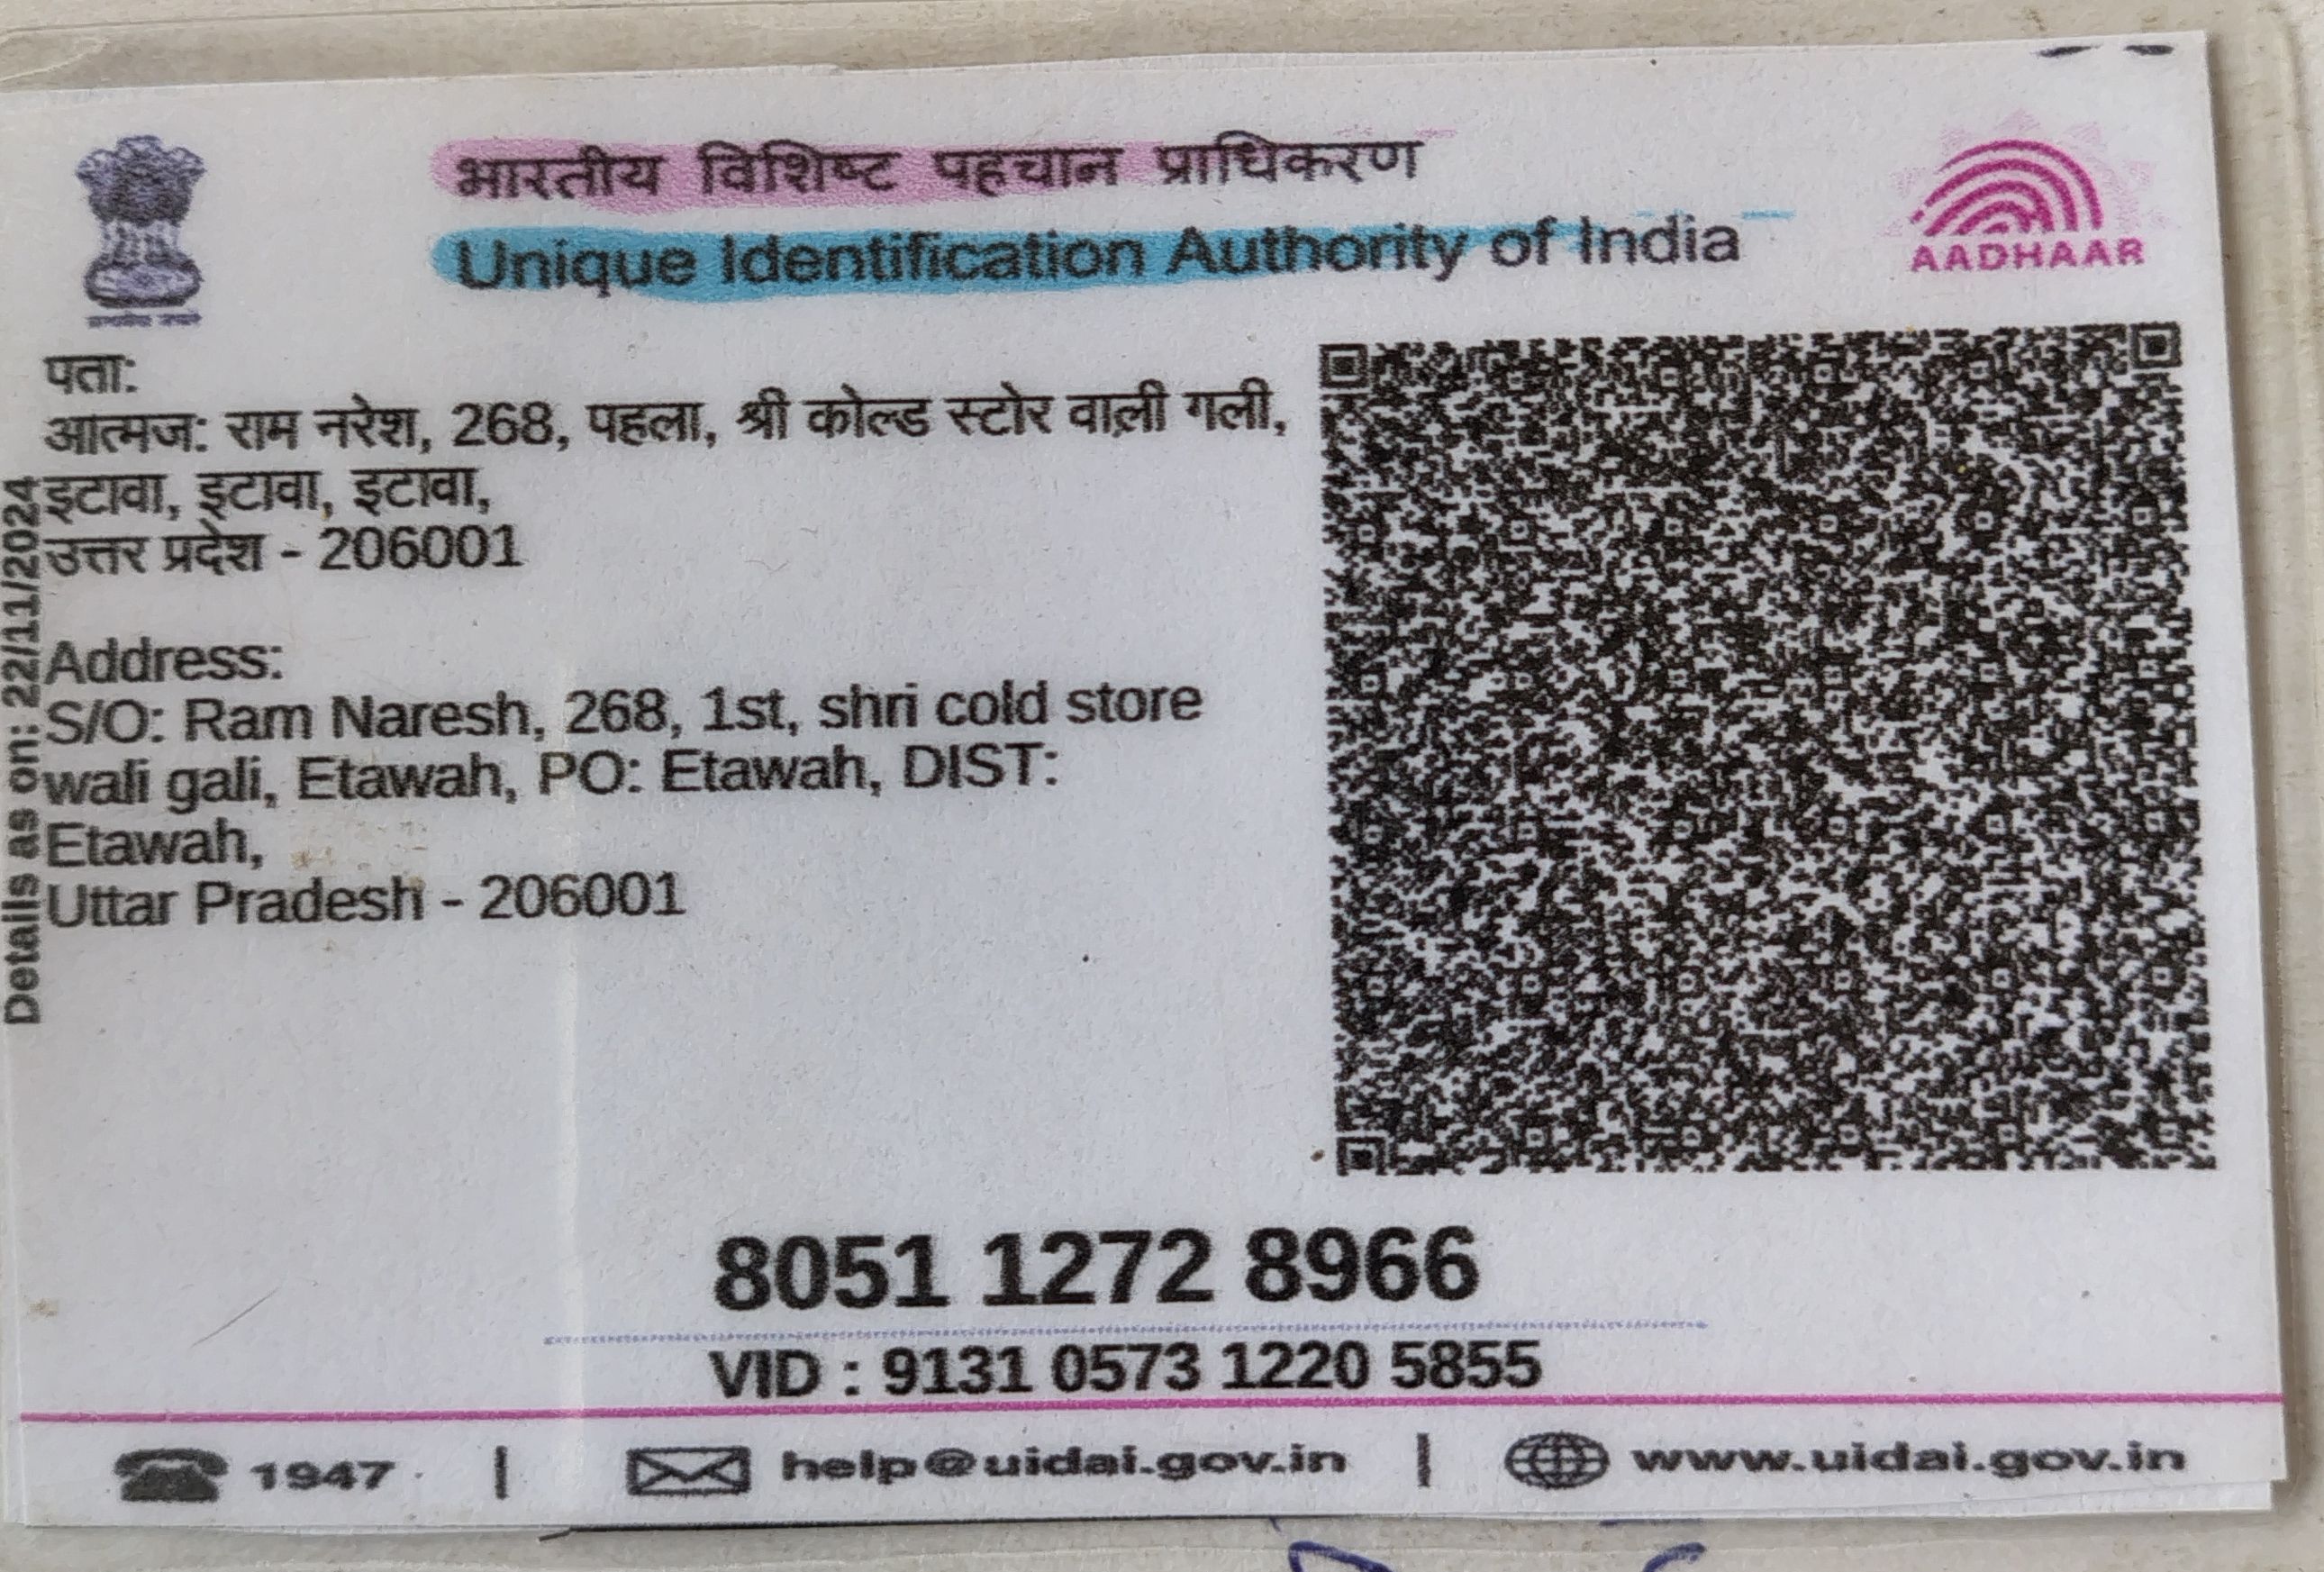 भारतीय विशिष्ट पहचान प्राधिकरण
Unique Identification Authority of India
AADHAAR
पता:
आत्मज: राम नरेश, 268, पहला, श्री कोल्ड स्टोर वाली गली,
इटावा, इटावा, इटावा,
उत्तर प्रदेश - 206001
Address:
S/O: Ram Naresh, 268, 1st, shri cold store
wali gali, Etawah, PO: Etawah, DIST:
Etawah,
Uttar Pradesh - 206001
Details as on: 22/11/2024
8051 1272 8966
VID : 9131 0573 1220 5855
1947 | help@uidai.gov.in | www.uidai.gov.in